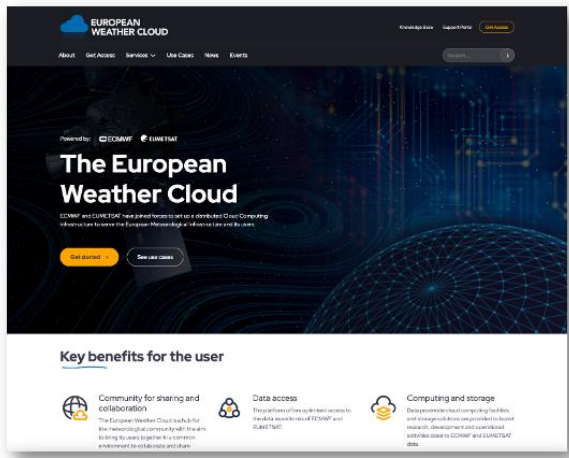 EUROPEAN
WEATHER CLOUD
Knowledge Base Support Portal Get Access
About Get Access Services Use Cases News Events
Search...
Powered by: ECMWF EUMETSAT
The European
Weather Cloud
ECMWF and EUMETSAT have joined forces to set up a distributed Cloud Computing
Infrastructure to serve the European Meteorological Infrastructure and its users.
Get started See use cases
Key benefits for the user
Community for sharing and
collaboration
The European Weather Cloud is a hub for
the meteorological community with the aim
to bring its users together in a common
environment to collaborate and share
Data access
The platform offers optimised access to
the data repositories of ECMWF and
EUMETSAT
Computing and storage
Data proximate cloud computing facilities
and storage solutions are provided to boost
research, development and operational
activities close to ECMWF and EUMETSAT
data.